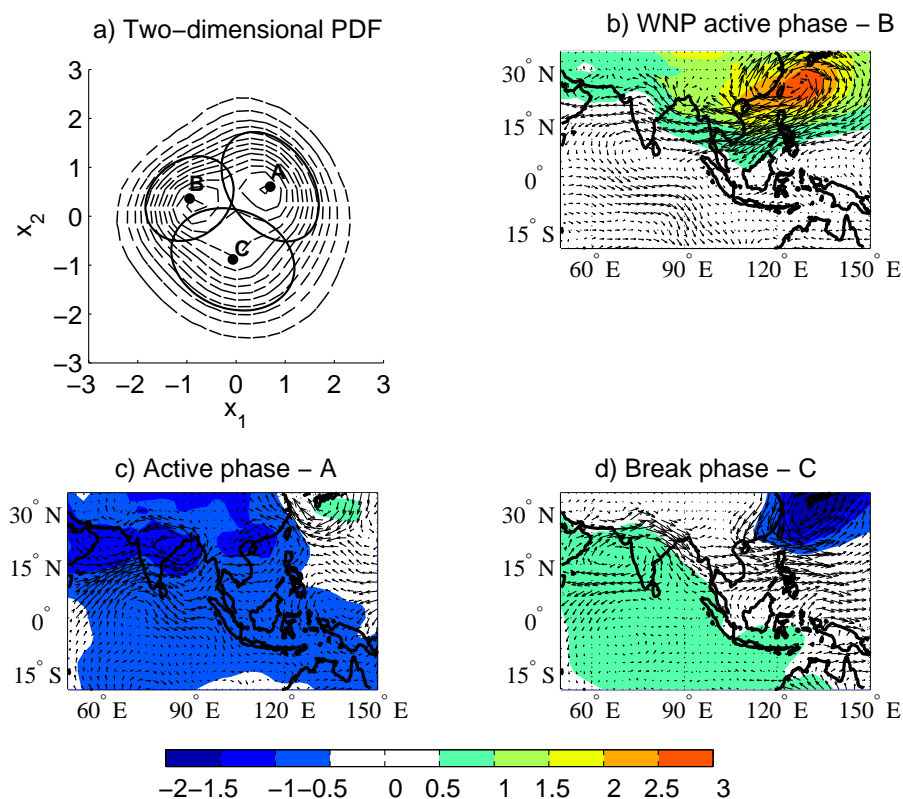 a) Two-dimensional PDF
3
2
1
0
−1
−2
−3
x2
A
B
C
−3 −2 −1 0 1 2 3
x1
b) WNP active phase − B
30° N
15° N
0°
15° S
60° E 90° E 120° E 150° E
c) Active phase − A
30° N
15° N
0°
15° S
60° E 90° E 120° E 150° E
d) Break phase − C
30° N
15° N
0°
15° S
60° E 90° E 120° E 150° E
−2−1.5 −1−0.5 0 0.5 1 1.5 2 2.5 3